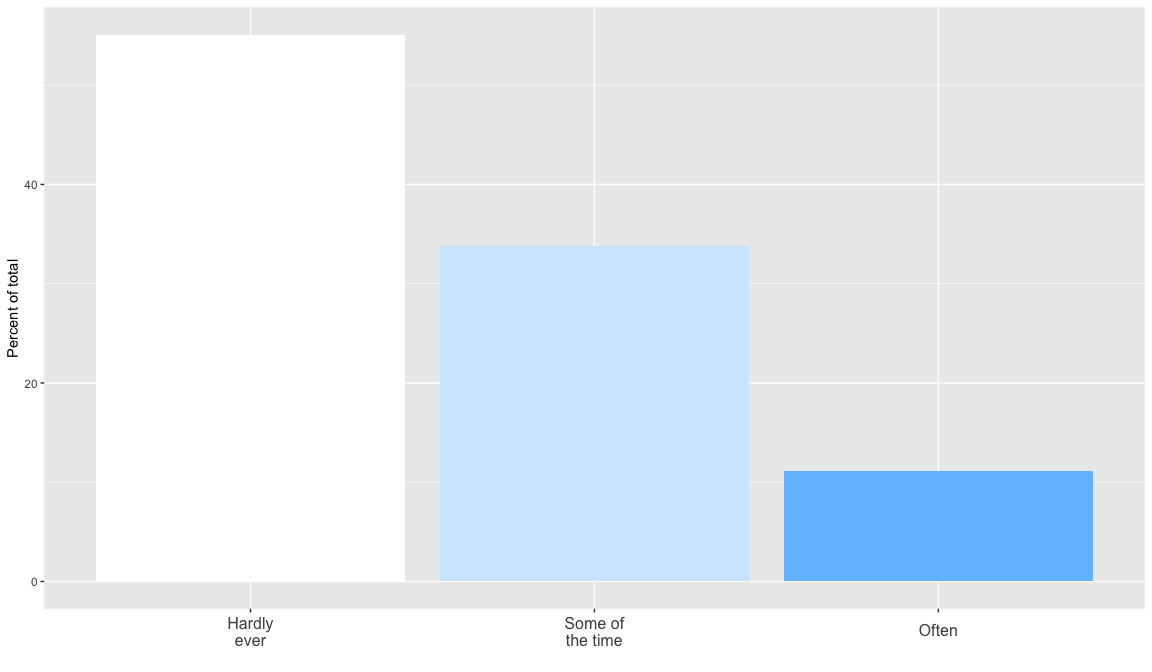 Percent of total
40
20
0
Hardly
ever
Some of
the time
Often